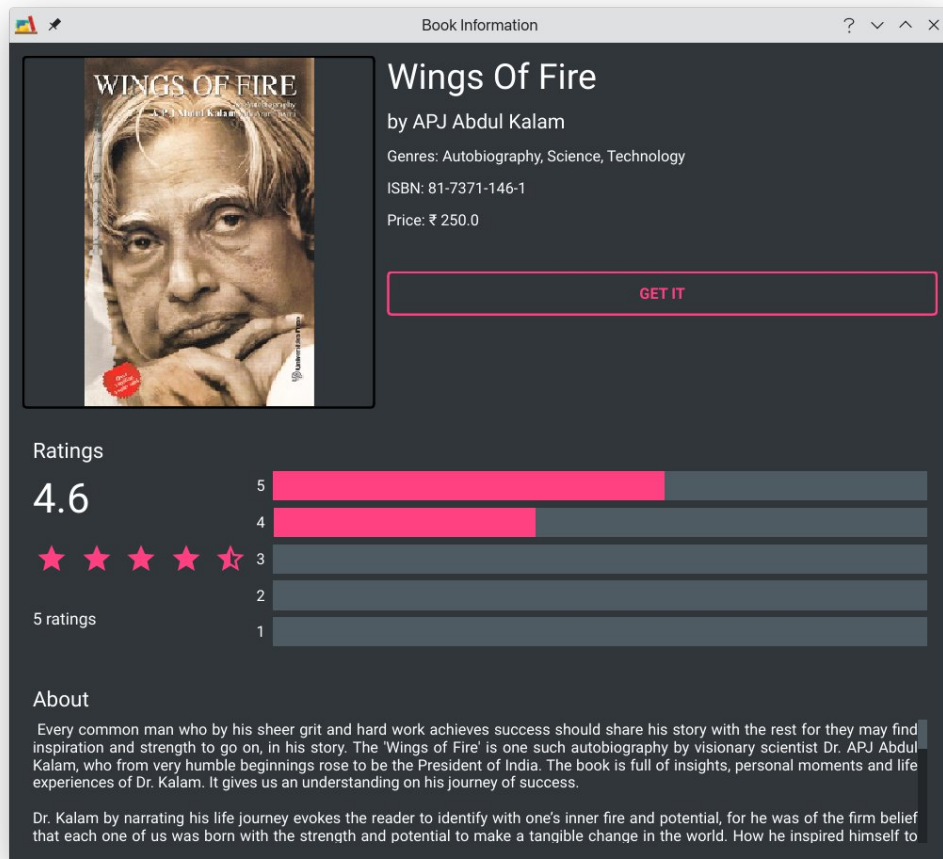 Book Information
WINGS OF FIRE
Wings Of Fire
by APJ Abdul Kalam
Genres: Autobiography, Science, Technology
ISBN: 81-7371-146-1
Price: ₹ 250.0
GET IT
Ratings
4.6
5
4
3
2
1
5 ratings
About
Every common man who by his sheer grit and hard work achieves success should share his story with the rest for they may find
inspiration and strength to go on, in his story. The 'Wings of Fire' is one such autobiography by visionary scientist Dr. APJ Abdul
Kalam, who from very humble beginnings rose to be the President of India. The book is full of insights, personal moments and life
experiences of Dr. Kalam. It gives us an understanding on his journey of success.
Dr. Kalam by narrating his life journey evokes the reader to identify with one’s inner fire and potential, for he was of the firm belief
that each one of us was born with the strength and potential to make a tangible change in the world. How he inspired himself to